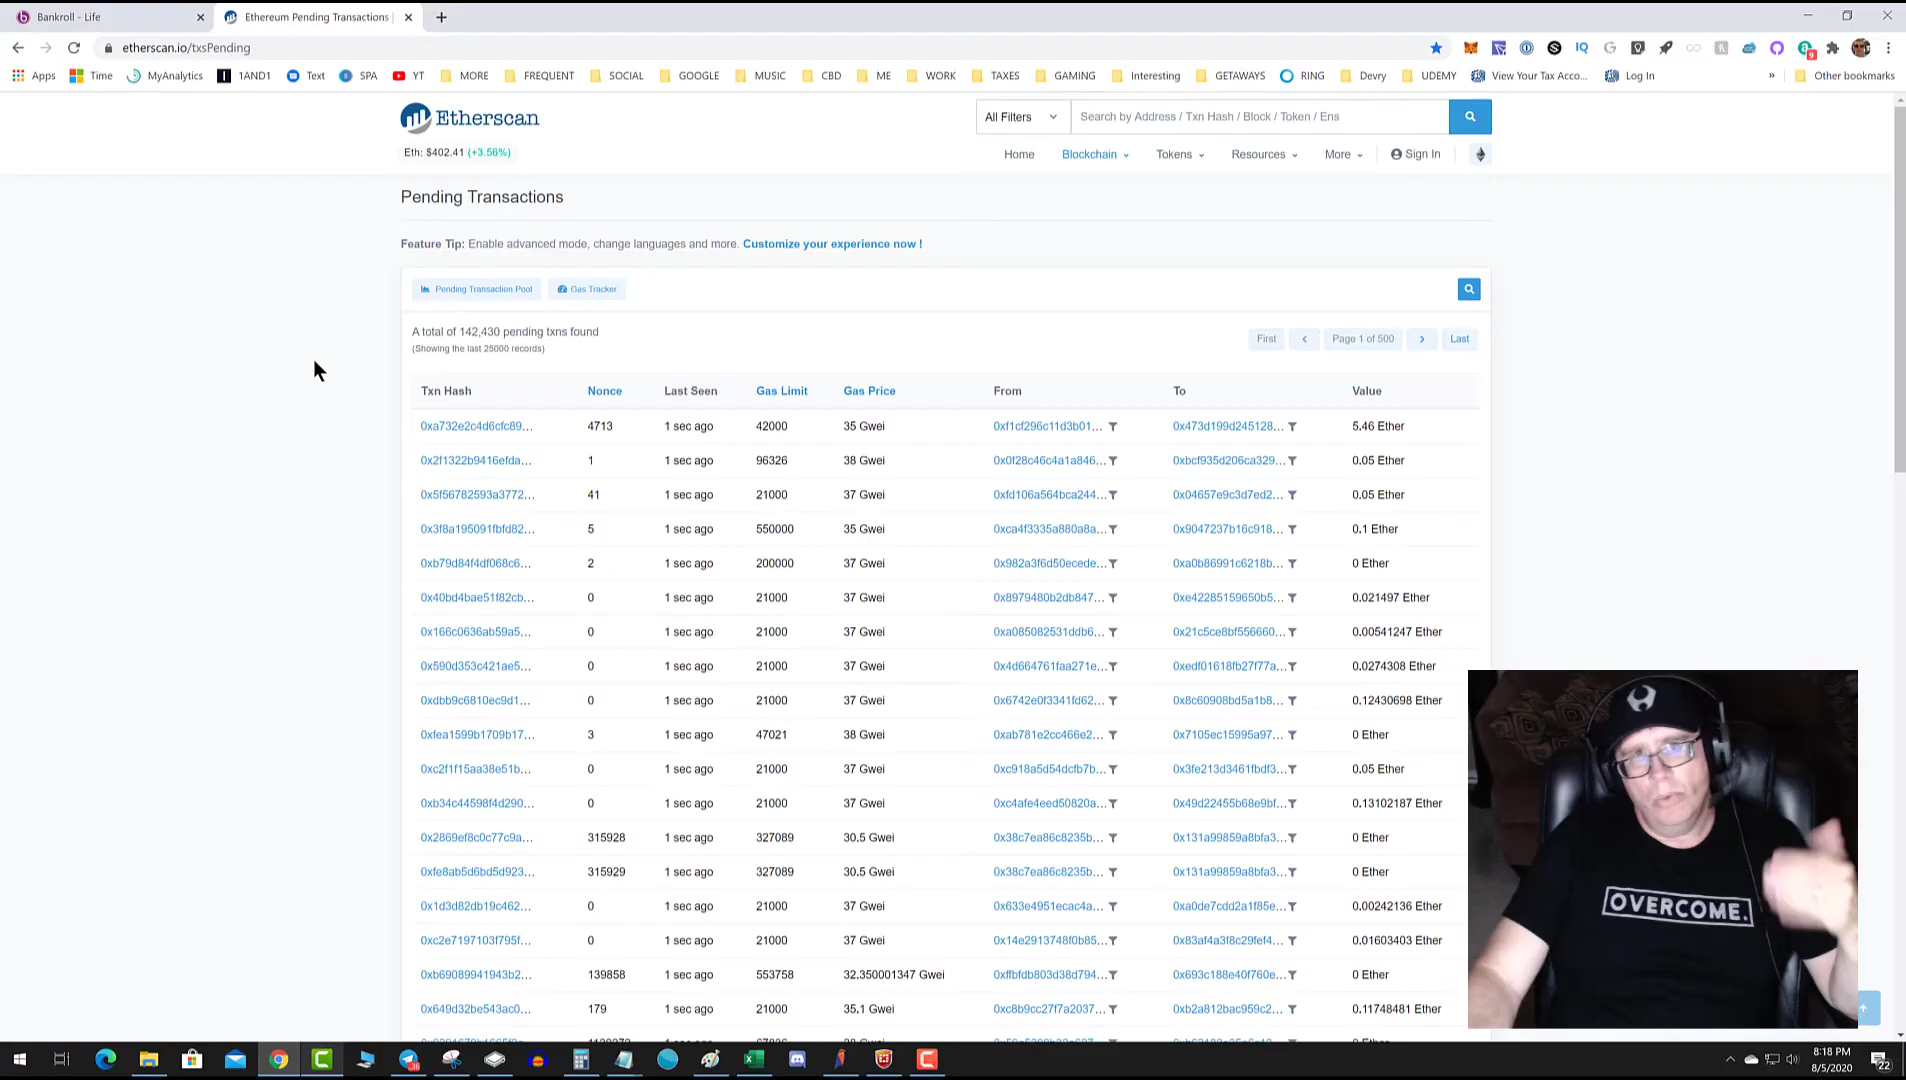 Bankroll - Life
Ethereum Pending Transactions |
etherscan.io/txsPending
Apps Time MyAnalytics 1AND1 Text SPA YT MORE FREQUENT SOCIAL GOOGLE MUSIC CBD ME WORK TAXES GAMING Interesting GETAWAYS RING Devry UDEMY View Your Tax Acco... Log In » Other bookmarks
Etherscan
All Filters
Search by Address / Txn Hash / Block / Token / Ens
Eth: $402.41 (+3.56%)
Home Blockchain Tokens Resources More Sign In
Pending Transactions
Feature Tip: Enable advanced mode, change languages and more. Customize your experience now !
Pending Transaction Pool Gas Tracker
A total of 142,430 pending txns found
(Showing the last 25000 records)
First Page 1 of 500 Last
Txn Hash Nonce Last Seen Gas Limit Gas Price From To Value
0xa732e2c4d6cfc89... 4713 1 sec ago 42000 35 Gwei 0xf1cf296c11d3b01... 0x473d199d245128... 5.46 Ether
0x2f1322b9416efda... 1 1 sec ago 96326 38 Gwei 0x0f28c46c4a1a846... 0xbcf935d206ca329... 0.05 Ether
0x5f56782593a3772... 41 1 sec ago 21000 37 Gwei 0xfd106a564bca244... 0x04657e9c3d7ed2... 0.05 Ether
0x3f8a195091fbfd82... 5 1 sec ago 550000 35 Gwei 0xca4f3335a880a8a... 0x9047237b16c918... 0.1 Ether
0xb79d84f4df068c6... 2 1 sec ago 200000 37 Gwei 0x982a3f6d50ecede... 0xa0b86991c6218b... 0 Ether
0x40bd4bae51f82cb... 0 1 sec ago 21000 37 Gwei 0x8979480b2db847... 0xe42285159650b5... 0.021497 Ether
0x166c0636ab59a5... 0 1 sec ago 21000 37 Gwei 0xa085082531ddb6... 0x21c5ce8bf556660... 0.00541247 Ether
0x590d353c421ae5... 0 1 sec ago 21000 37 Gwei 0x4d664761faa271e... 0xedf01618fb27f77a... 0.0274308 Ether
0xdbb9c6810ec9d1... 0 1 sec ago 21000 37 Gwei 0x6742e0f3341fd62... 0x8c60908bd5a1b8... 0.12430698 Ether
0xfea1599b1709b17... 3 1 sec ago 47021 38 Gwei 0xab781e2cc466e2... 0x7105ec15995a97... 0 Ether
0xc2f1f15aa38e51b... 0 1 sec ago 21000 37 Gwei 0xc918a5d54dcfb7b... 0x3fe213d3461fbdf3... 0.05 Ether
0xb34c44598f4d290... 0 1 sec ago 21000 37 Gwei 0xc4afe4eed50820a... 0x49d22455b68e9bf... 0.13102187 Ether
0x2869ef8c0c77c9a... 315928 1 sec ago 327089 30.5 Gwei 0x38c7ea86c8235b... 0x131a99859a8bfa3... 0 Ether
0xfe8ab5d6bd5d923... 315929 1 sec ago 327089 30.5 Gwei 0x38c7ea86c8235b... 0x131a99859a8bfa3... 0 Ether
0x1d3d82db19c462... 0 1 sec ago 21000 37 Gwei 0x633e4951ecac4a... 0xa0de7cdd2a1f85e... 0.00242136 Ether
0xc2e7197103f795f... 0 1 sec ago 21000 37 Gwei 0x14e2913748f0b85... 0x83af4a3f8c29fef4... 0.01603403 Ether
0xb69089941943b2... 139858 1 sec ago 553758 32.350001347 Gwei 0xffbfdb803d38d794... 0x693c188e40f760e... 0 Ether
0x649d32be543ac0... 179 1 sec ago 21000 35.1 Gwei 0xc8b9cc27f7a2037... 0xb2a812bac959c2... 0.11748481 Ether
OVERCOME.
8:18 PM
8/5/2020
22